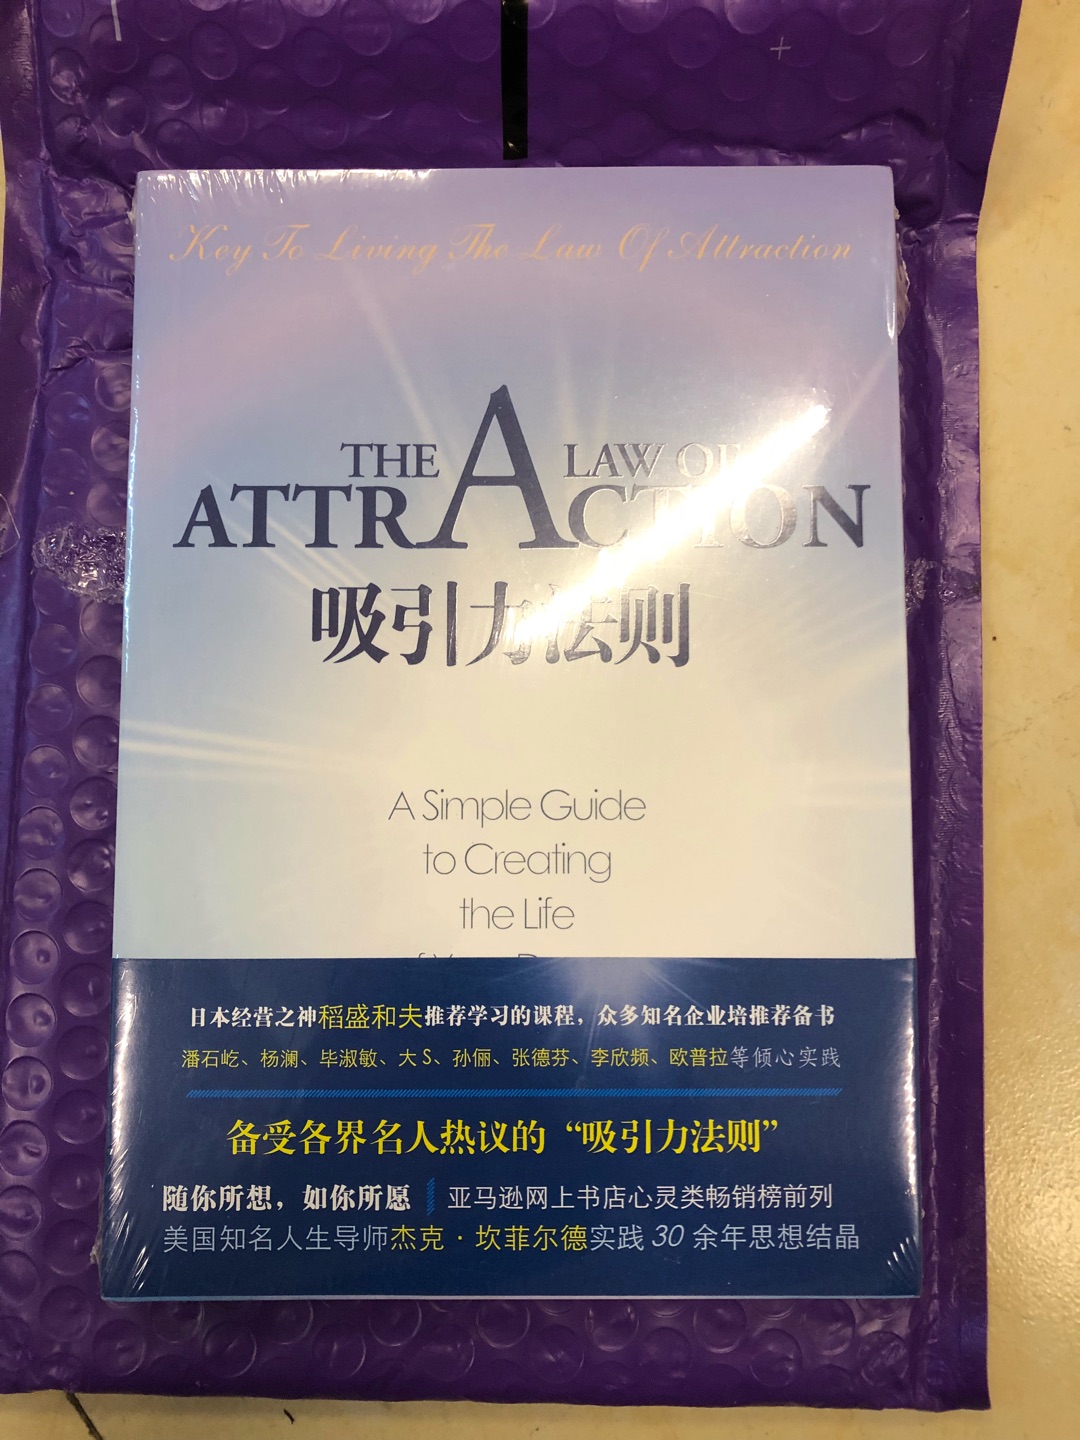 Key To Living The Law Of Attraction
THE LAW OF
ATTRACTION
吸引力法则
A Simple Guide
to Creating
the Life
日本经营之神稻盛和夫推荐学习的课程，众多知名企业培推荐备书
潘石屹、杨澜、毕淑敏、大S、孙俪、张德芬、李欣频、欧普拉等倾心实践
备受各界名人热议的“吸引力法则”
随你所想，如你所愿 亚马逊网上书店心灵类畅销榜前列
美国知名人生导师杰克·坎菲尔德实践30余年思想结晶